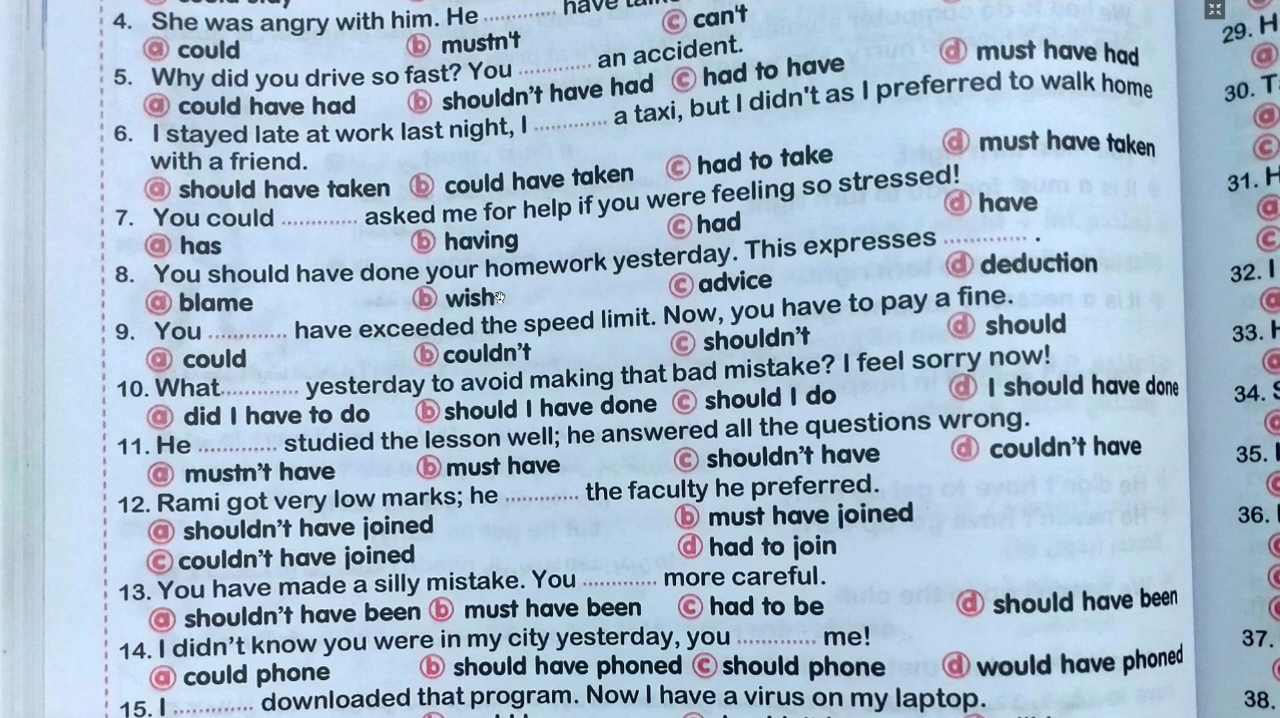 4. She was angry with him. He ............ have
ⓐ could ⓑ mustn't ⓒ can't ⓓ must have had
5. Why did you drive so fast? You ............ an accident.
ⓐ could have had ⓑ shouldn't have had ⓒ had to have
6. I stayed late at work last night, I ............ a taxi, but I didn't as I preferred to walk home
with a friend.
ⓐ should have taken ⓑ could have taken ⓒ had to take ⓓ must have taken
7. You could ............ asked me for help if you were feeling so stressed!
ⓐ has ⓑ having ⓒ had ⓓ have
8. You should have done your homework yesterday. This expresses ............ .
ⓐ blame ⓑ wish ⓒ advice ⓓ deduction
9. You ............ have exceeded the speed limit. Now, you have to pay a fine.
ⓐ could ⓑ couldn't ⓒ shouldn't ⓓ should
10. What............ yesterday to avoid making that bad mistake? I feel sorry now!
ⓐ did I have to do ⓑ should I have done ⓒ should I do ⓓ I should have done
11. He ............ studied the lesson well; he answered all the questions wrong.
ⓐ mustn't have ⓑ must have ⓒ shouldn't have ⓓ couldn't have
12. Rami got very low marks; he ............ the faculty he preferred.
ⓐ shouldn't have joined ⓑ must have joined
ⓒ couldn't have joined ⓓ had to join
13. You have made a silly mistake. You ............ more careful.
ⓐ shouldn't have been ⓑ must have been ⓒ had to be ⓓ should have been
14. I didn't know you were in my city yesterday, you ............ me!
ⓐ could phone ⓑ should have phoned ⓒ should phone ⓓ would have phoned
15. I ............ downloaded that program. Now I have a virus on my laptop.
29. H
ⓐ
30. T
ⓐ
ⓒ
31. H
ⓐ
ⓒ
32. I
33.
34.
35.
36.
37.
38.